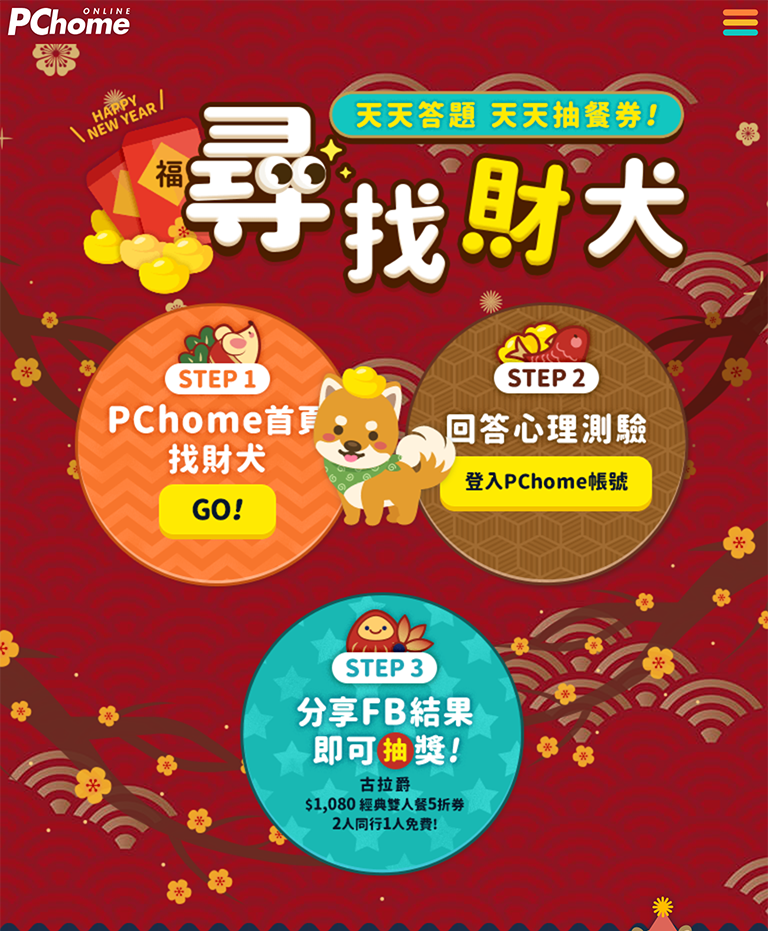 PChome ONLINE
HAPPY
NEW YEAR
福
天天答題 天天抽餐券!
尋找財犬
STEP 1
PChome首頁
找財犬
GO!
STEP 2
回答心理測驗
登入PChome帳號
STEP 3
分享FB結果
即可抽獎!
古拉爵
$1,080 經典雙人餐5折券
2人同行1人免費!